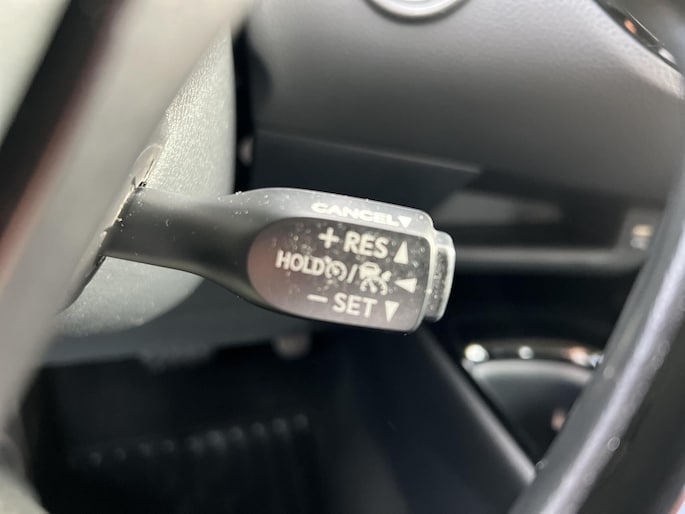 CANCEL
+ RES
HOLD /
− SET